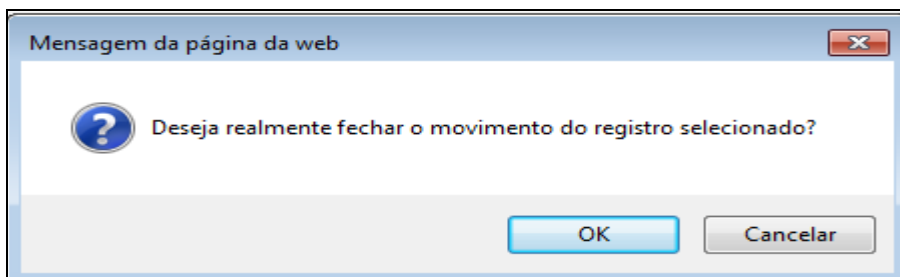 Mensagem da página da web
Deseja realmente fechar o movimento do registro selecionado?
OK
Cancelar